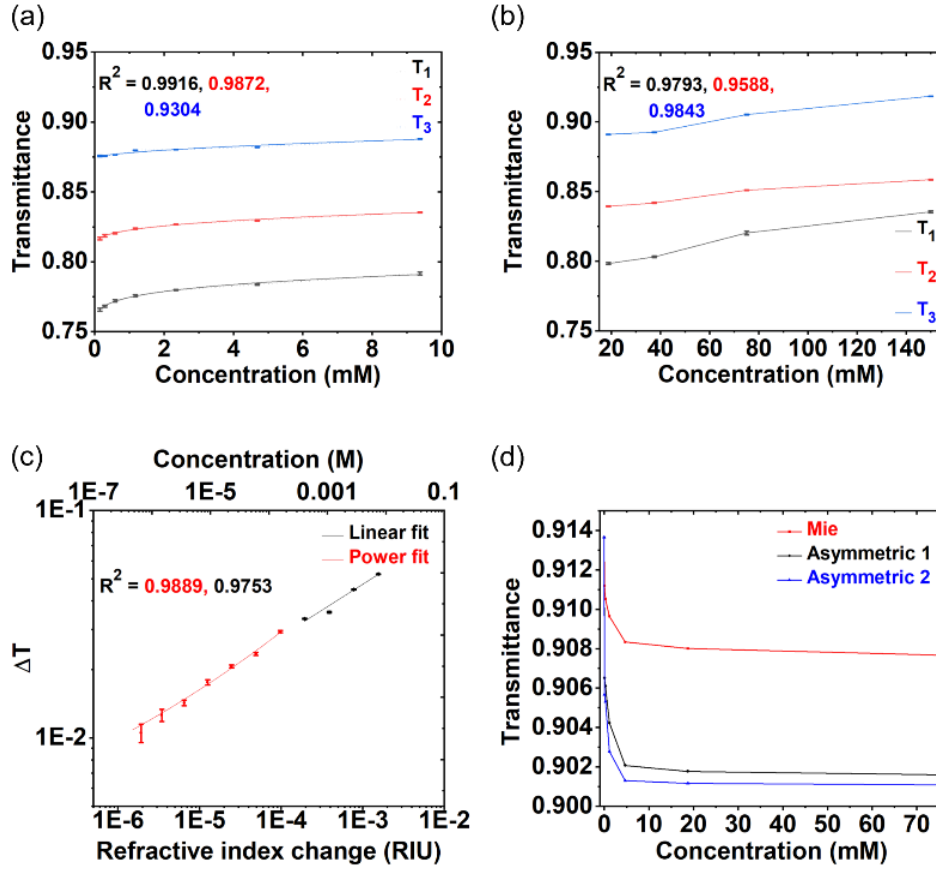 (a)
0.95
0.90
0.85
0.80
0.75
0 2 4 6 8 10
Transmittance
Concentration (mM)
R² = 0.9916, 0.9872,
0.9304
T₁
T₂
T₃
(b)
0.95
0.90
0.85
0.80
0.75
20 40 60 80 100 120 140
Transmittance
Concentration (mM)
R² = 0.9793, 0.9588,
0.9843
T₁
T₂
T₃
(c)
Concentration (M)
1E-7 1E-5 0.001 0.1
1E-1
1E-2
ΔT
Linear fit
Power fit
R² = 0.9889, 0.9753
1E-6 1E-5 1E-4 1E-3 1E-2
Refractive index change (RIU)
(d)
0.914
0.912
0.910
0.908
0.906
0.904
0.902
0.900
Transmittance
Mie
Asymmetric 1
Asymmetric 2
0 10 20 30 40 50 60 70
Concentration (mM)